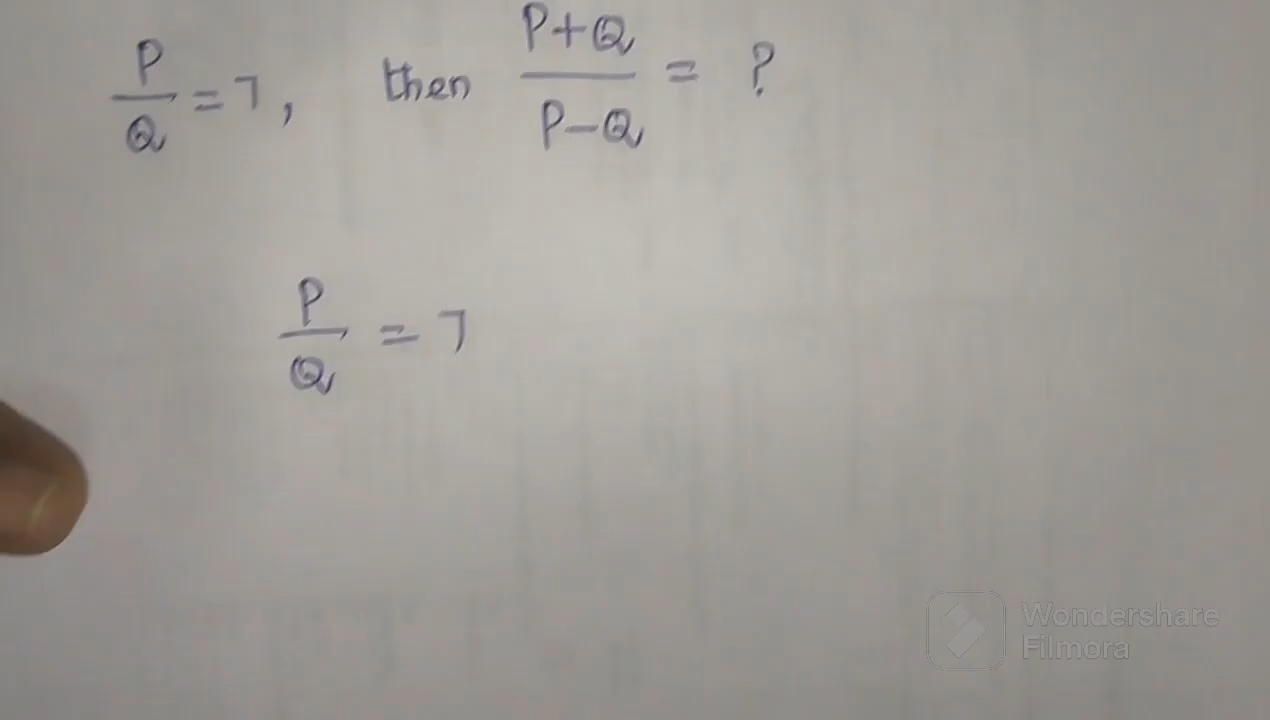 P/Q = 7, then (P+Q)/(P-Q) = ?
P/Q = 7
Wondershare
Filmora